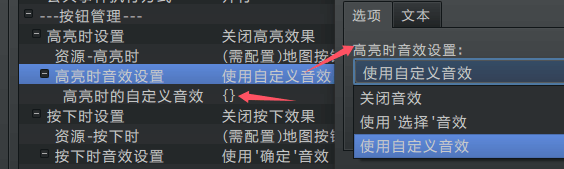 ---按钮管理---
高亮时设置 关闭高亮效果
资源-高亮时 (需配置)地图按钮
高亮时音效设置 使用自定义音效
高亮时的自定义音效 {}
按下时设置 关闭按下效果
资源-按下时 (需配置)地图按钮
按下时音效设置 使用'确定'音效
选项 文本
高亮时音效设置:
使用自定义音效
关闭音效
使用'选择'音效
使用自定义音效